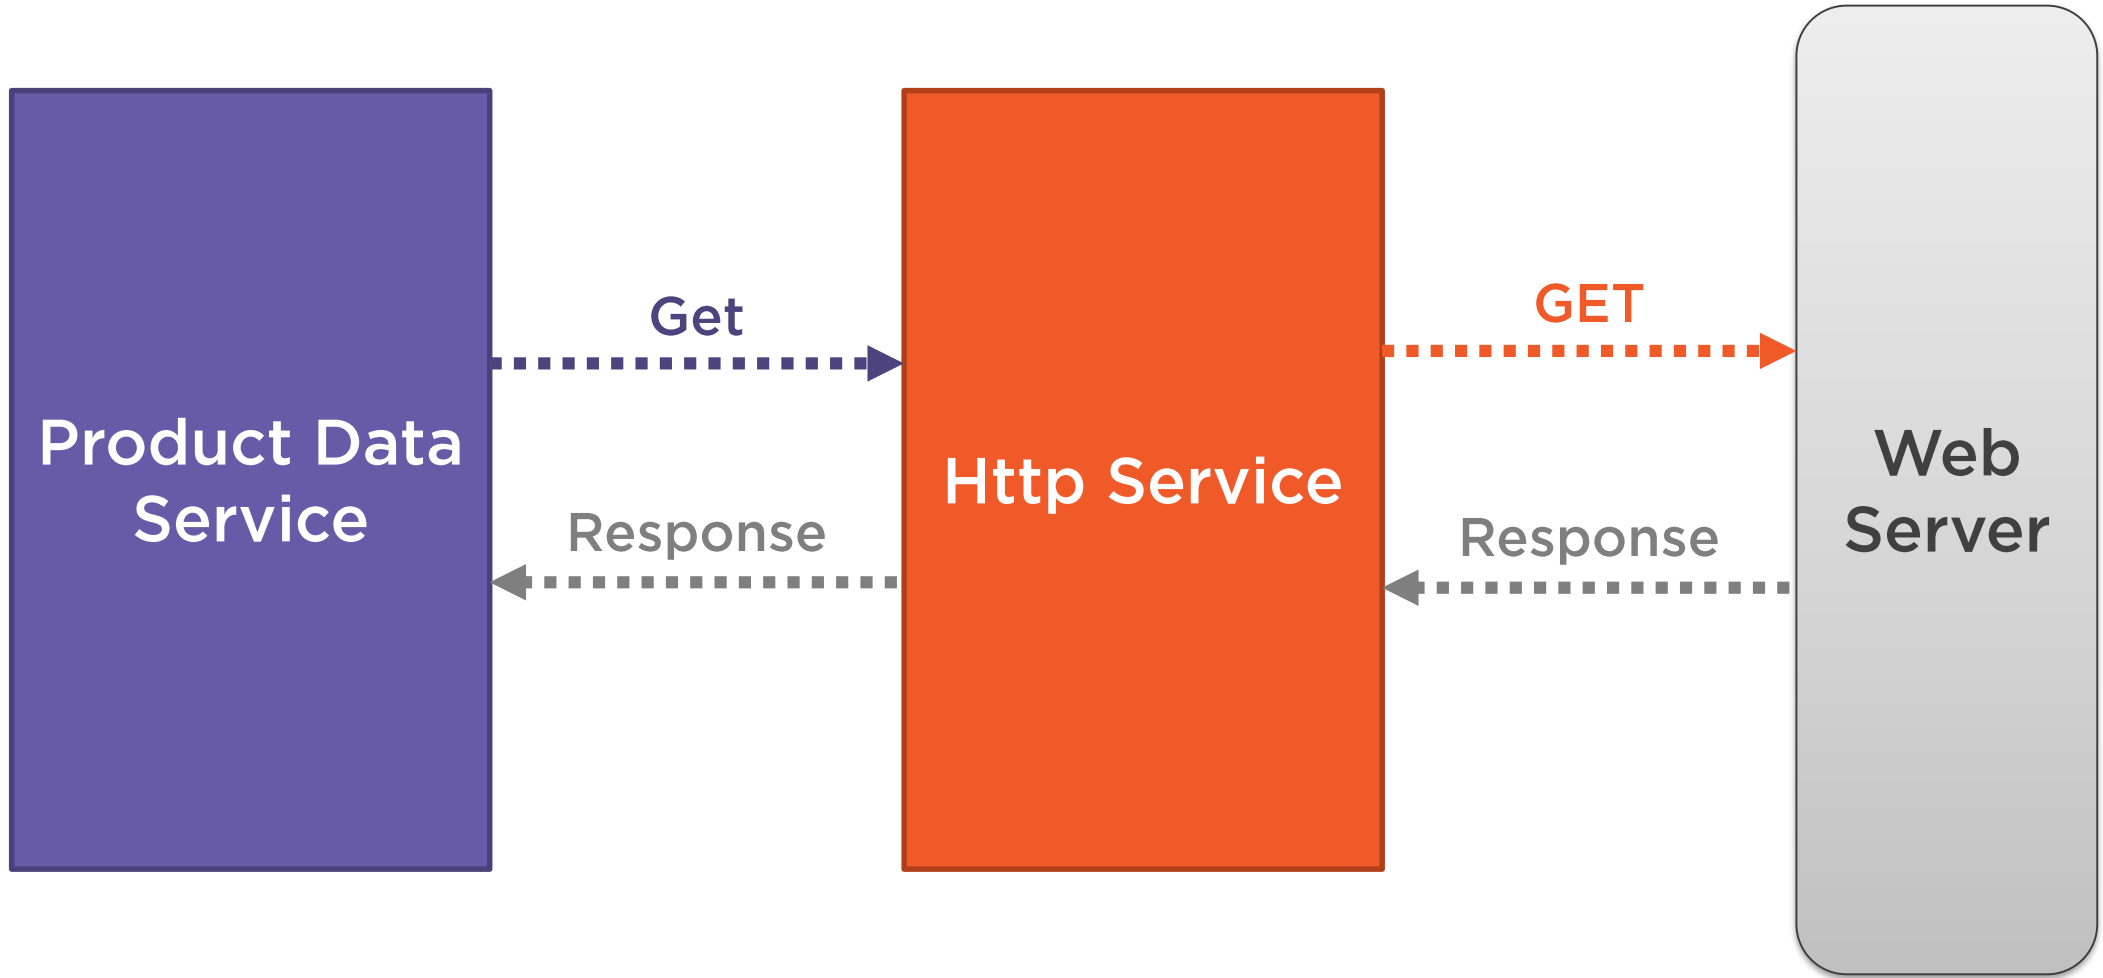 Product Data
Service
Get
Response
Http Service
GET
Response
Web
Server